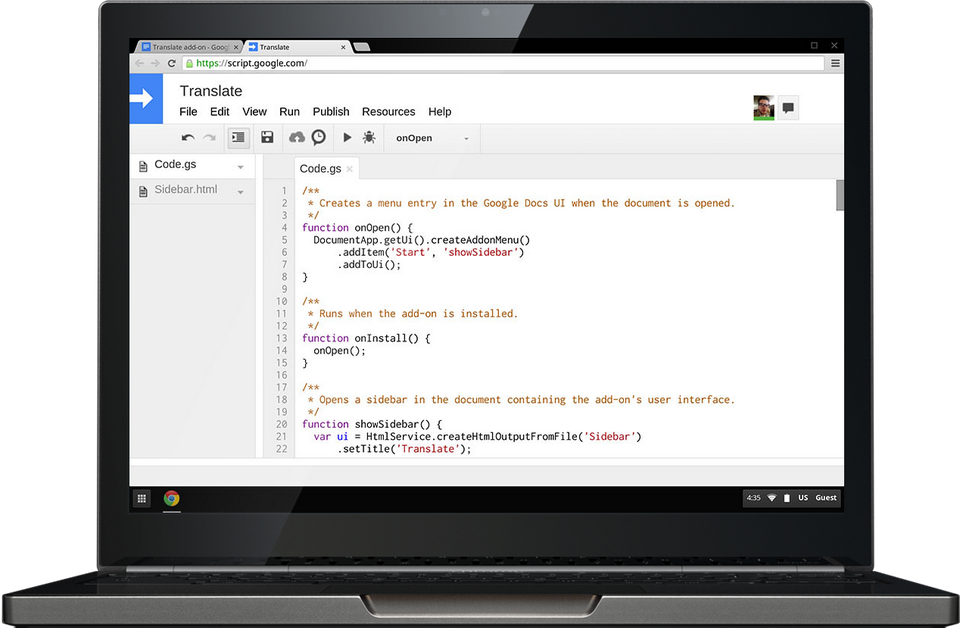 Translate add-on - Goog
Translate
https://script.google.com/
Translate
File Edit View Run Publish Resources Help
onOpen
Code.gs
Sidebar.html
Code.gs
1 /**
2 * Creates a menu entry in the Google Docs UI when the document is opened.
3 */
4 function onOpen() {
5 DocumentApp.getUi().createAddonMenu()
6 .addItem('Start', 'showSidebar')
7 .addToUi();
8 }
9
10 /**
11 * Runs when the add-on is installed.
12 */
13 function onInstall() {
14 onOpen();
15 }
16
17 /**
18 * Opens a sidebar in the document containing the add-on's user interface.
19 */
20 function showSidebar() {
21 var ui = HtmlService.createHtmlOutputFromFile('Sidebar')
22 .setTitle('Translate');
4:35 US Guest